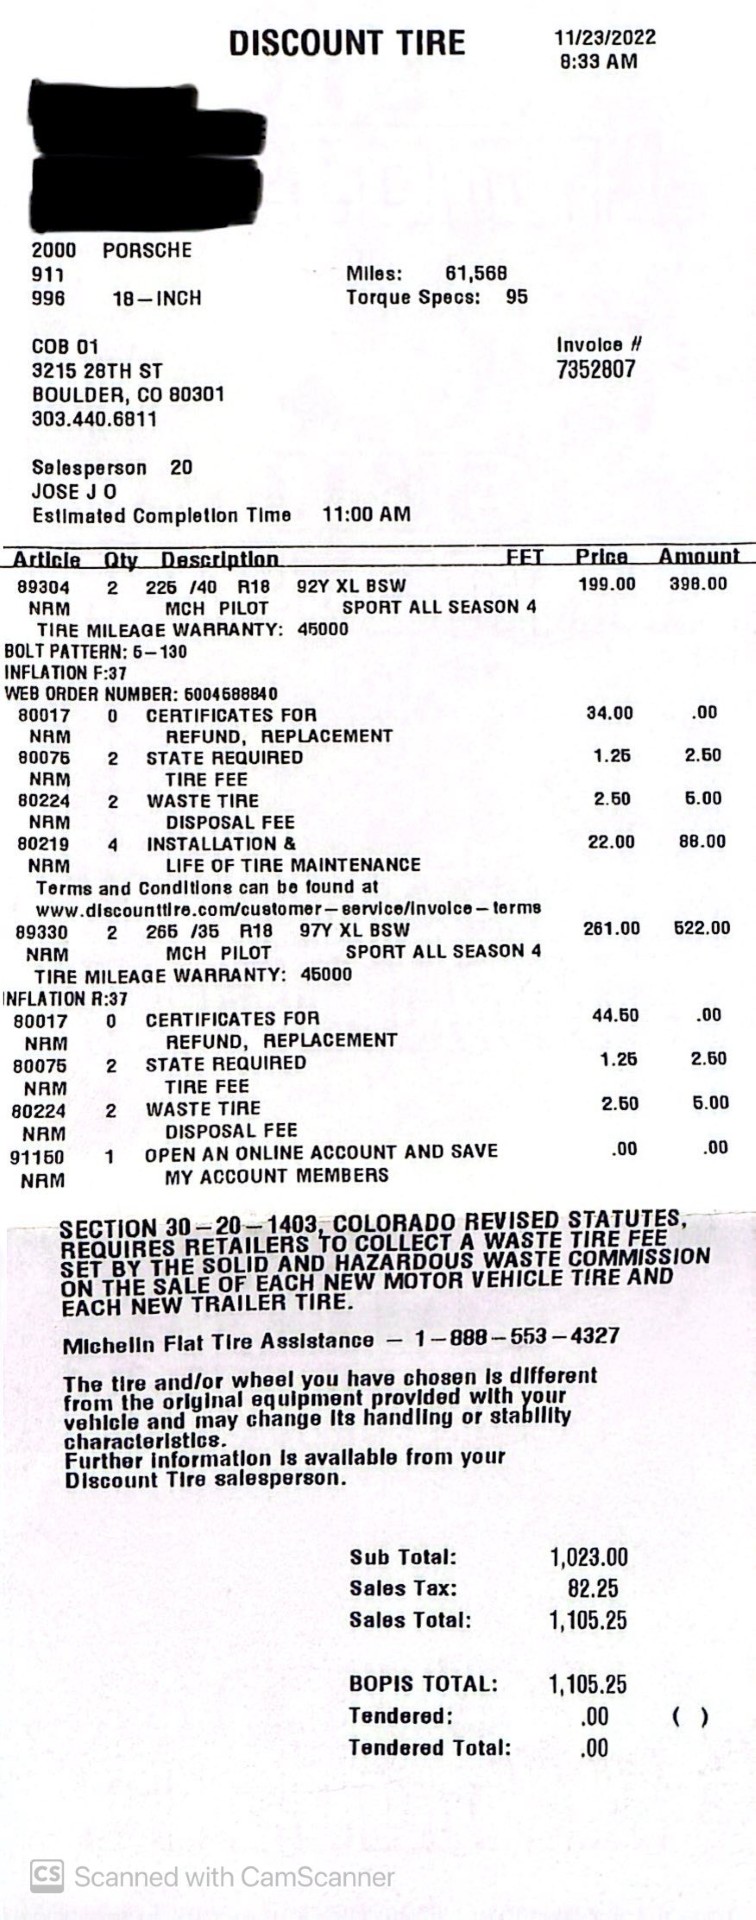 DISCOUNT TIRE
11/23/2022
8:33 AM
2000 PORSCHE
911
996 18-INCH
Miles: 61,568
Torque Specs: 95
COB 01
3215 28TH ST
BOULDER, CO 80301
303.440.6811
Invoice #
7352807
Salesperson 20
JOSE J O
Estimated Completion Time 11:00 AM
Article Qty Description FET Price Amount
89304 2 225 /40 R18 92Y XL BSW 199.00 398.00
NRM MCH PILOT SPORT ALL SEASON 4
TIRE MILEAGE WARRANTY: 45000
BOLT PATTERN: 5-130
INFLATION F:37
WEB ORDER NUMBER: 5004588840
80017 0 CERTIFICATES FOR 34.00 .00
NRM REFUND, REPLACEMENT
80075 2 STATE REQUIRED 1.25 2.50
NRM TIRE FEE
80224 2 WASTE TIRE 2.50 5.00
NRM DISPOSAL FEE
80219 4 INSTALLATION & 22.00 88.00
NRM LIFE OF TIRE MAINTENANCE
Terms and Conditions can be found at
www.discounttire.com/customer-service/invoice-terms
89330 2 265 /35 R18 97Y XL BSW 261.00 522.00
NRM MCH PILOT SPORT ALL SEASON 4
TIRE MILEAGE WARRANTY: 45000
INFLATION R:37
80017 0 CERTIFICATES FOR 44.50 .00
NRM REFUND, REPLACEMENT
80075 2 STATE REQUIRED 1.25 2.50
NRM TIRE FEE
80224 2 WASTE TIRE 2.50 5.00
NRM DISPOSAL FEE
91150 1 OPEN AN ONLINE ACCOUNT AND SAVE .00 .00
NRM MY ACCOUNT MEMBERS
SECTION 30-20-1403, COLORADO REVISED STATUTES,
REQUIRES RETAILERS TO COLLECT A WASTE TIRE FEE
SET BY THE SOLID AND HAZARDOUS WASTE COMMISSION
ON THE SALE OF EACH NEW MOTOR VEHICLE TIRE AND
EACH NEW TRAILER TIRE.
Michelin Flat Tire Assistance - 1-888-553-4327
The tire and/or wheel you have chosen is different
from the original equipment provided with your
vehicle and may change its handling or stability
characteristics.
Further information is available from your
Discount Tire salesperson.
Sub Total: 1,023.00
Sales Tax: 82.25
Sales Total: 1,105.25
BOPIS TOTAL: 1,105.25
Tendered: .00 ( )
Tendered Total: .00
CS Scanned with CamScanner